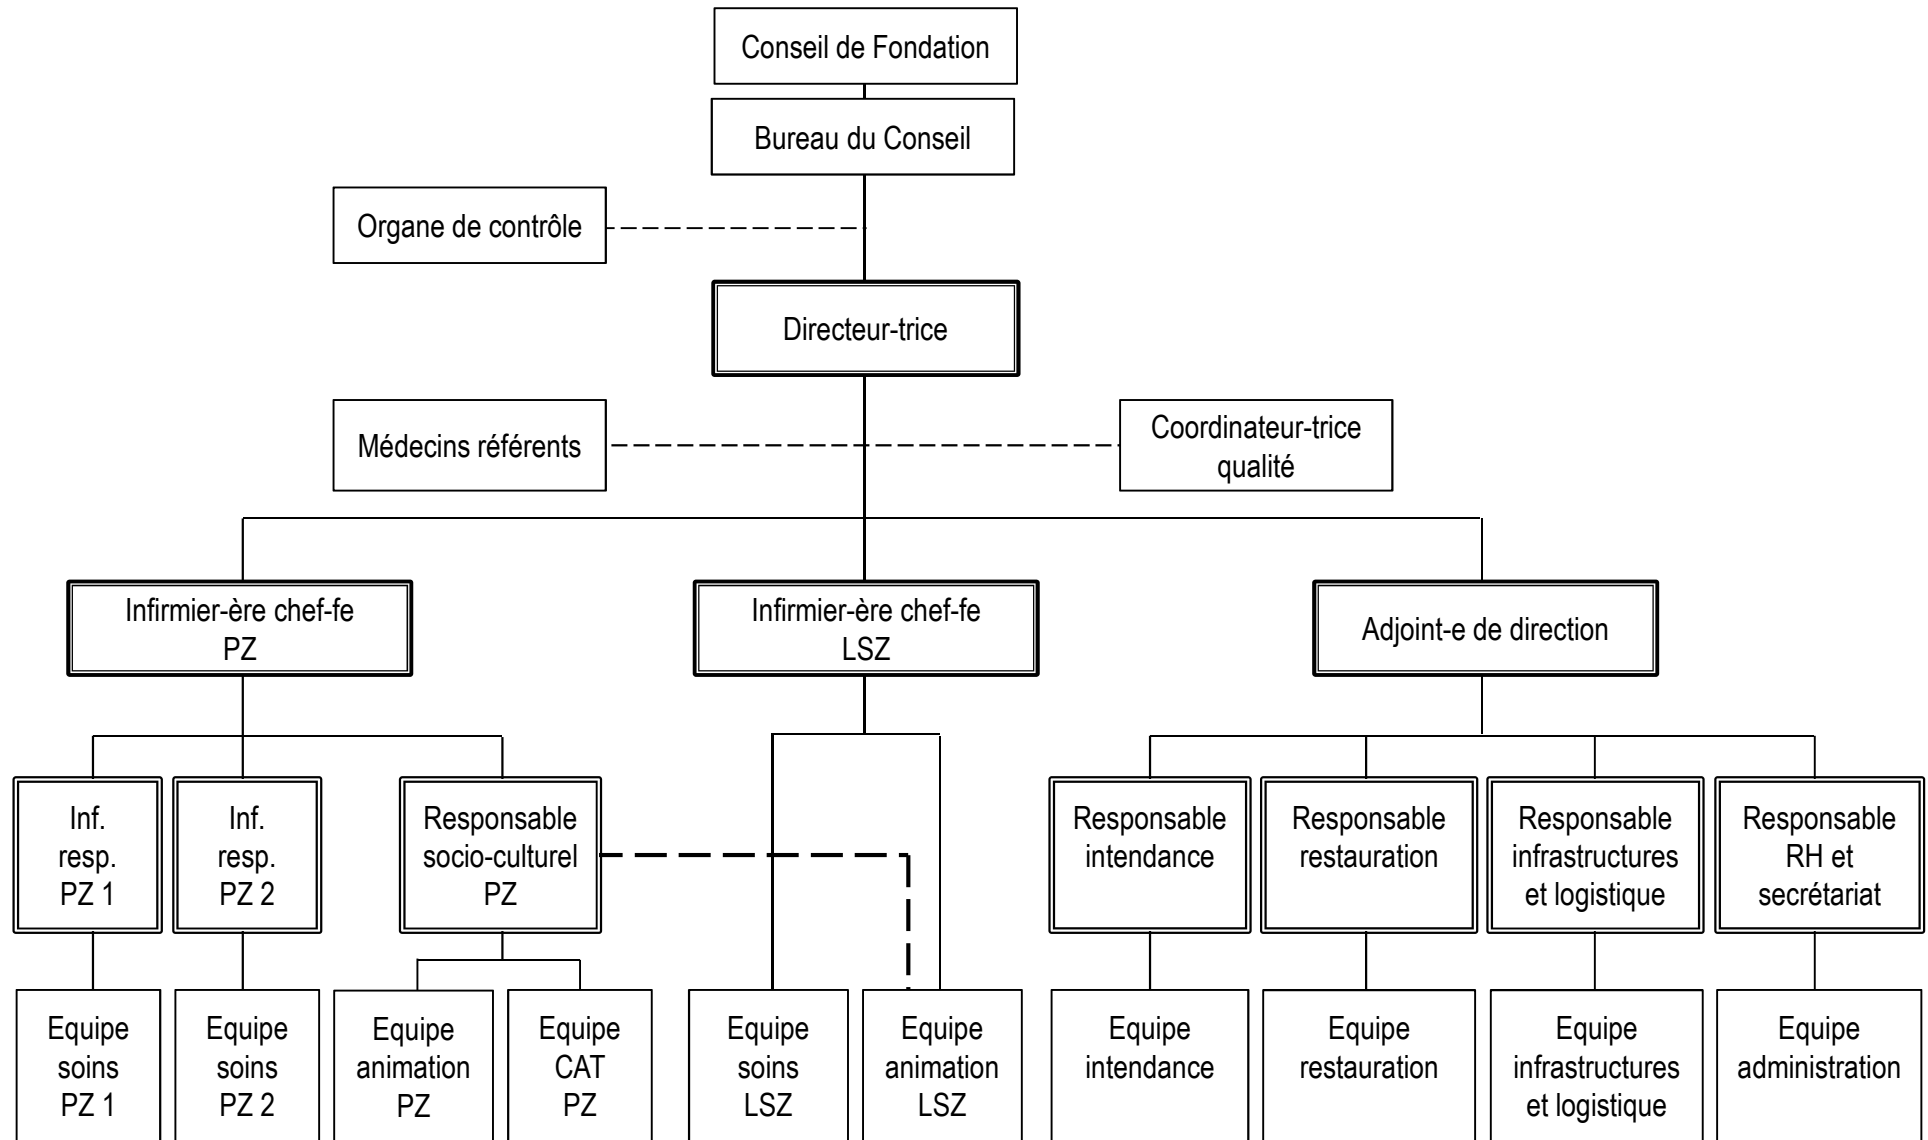 Conseil de Fondation
Bureau du Conseil
Organe de contrôle
Directeur-trice
Médecins référents
Coordinateur-trice
qualité
Infirmier-ère chef-fe
PZ
Infirmier-ère chef-fe
LSZ
Adjoint-e de direction
Inf.
resp.
PZ 1
Inf.
resp.
PZ 2
Responsable
socio-culturel
PZ
Responsable
intendance
Responsable
restauration
Responsable
infrastructures
et logistique
Responsable
RH et
secrétariat
Equipe
soins
PZ 1
Equipe
soins
PZ 2
Equipe
animation
PZ
Equipe
CAT
PZ
Equipe
soins
LSZ
Equipe
animation
LSZ
Equipe
intendance
Equipe
restauration
Equipe
infrastructures
et logistique
Equipe
administration